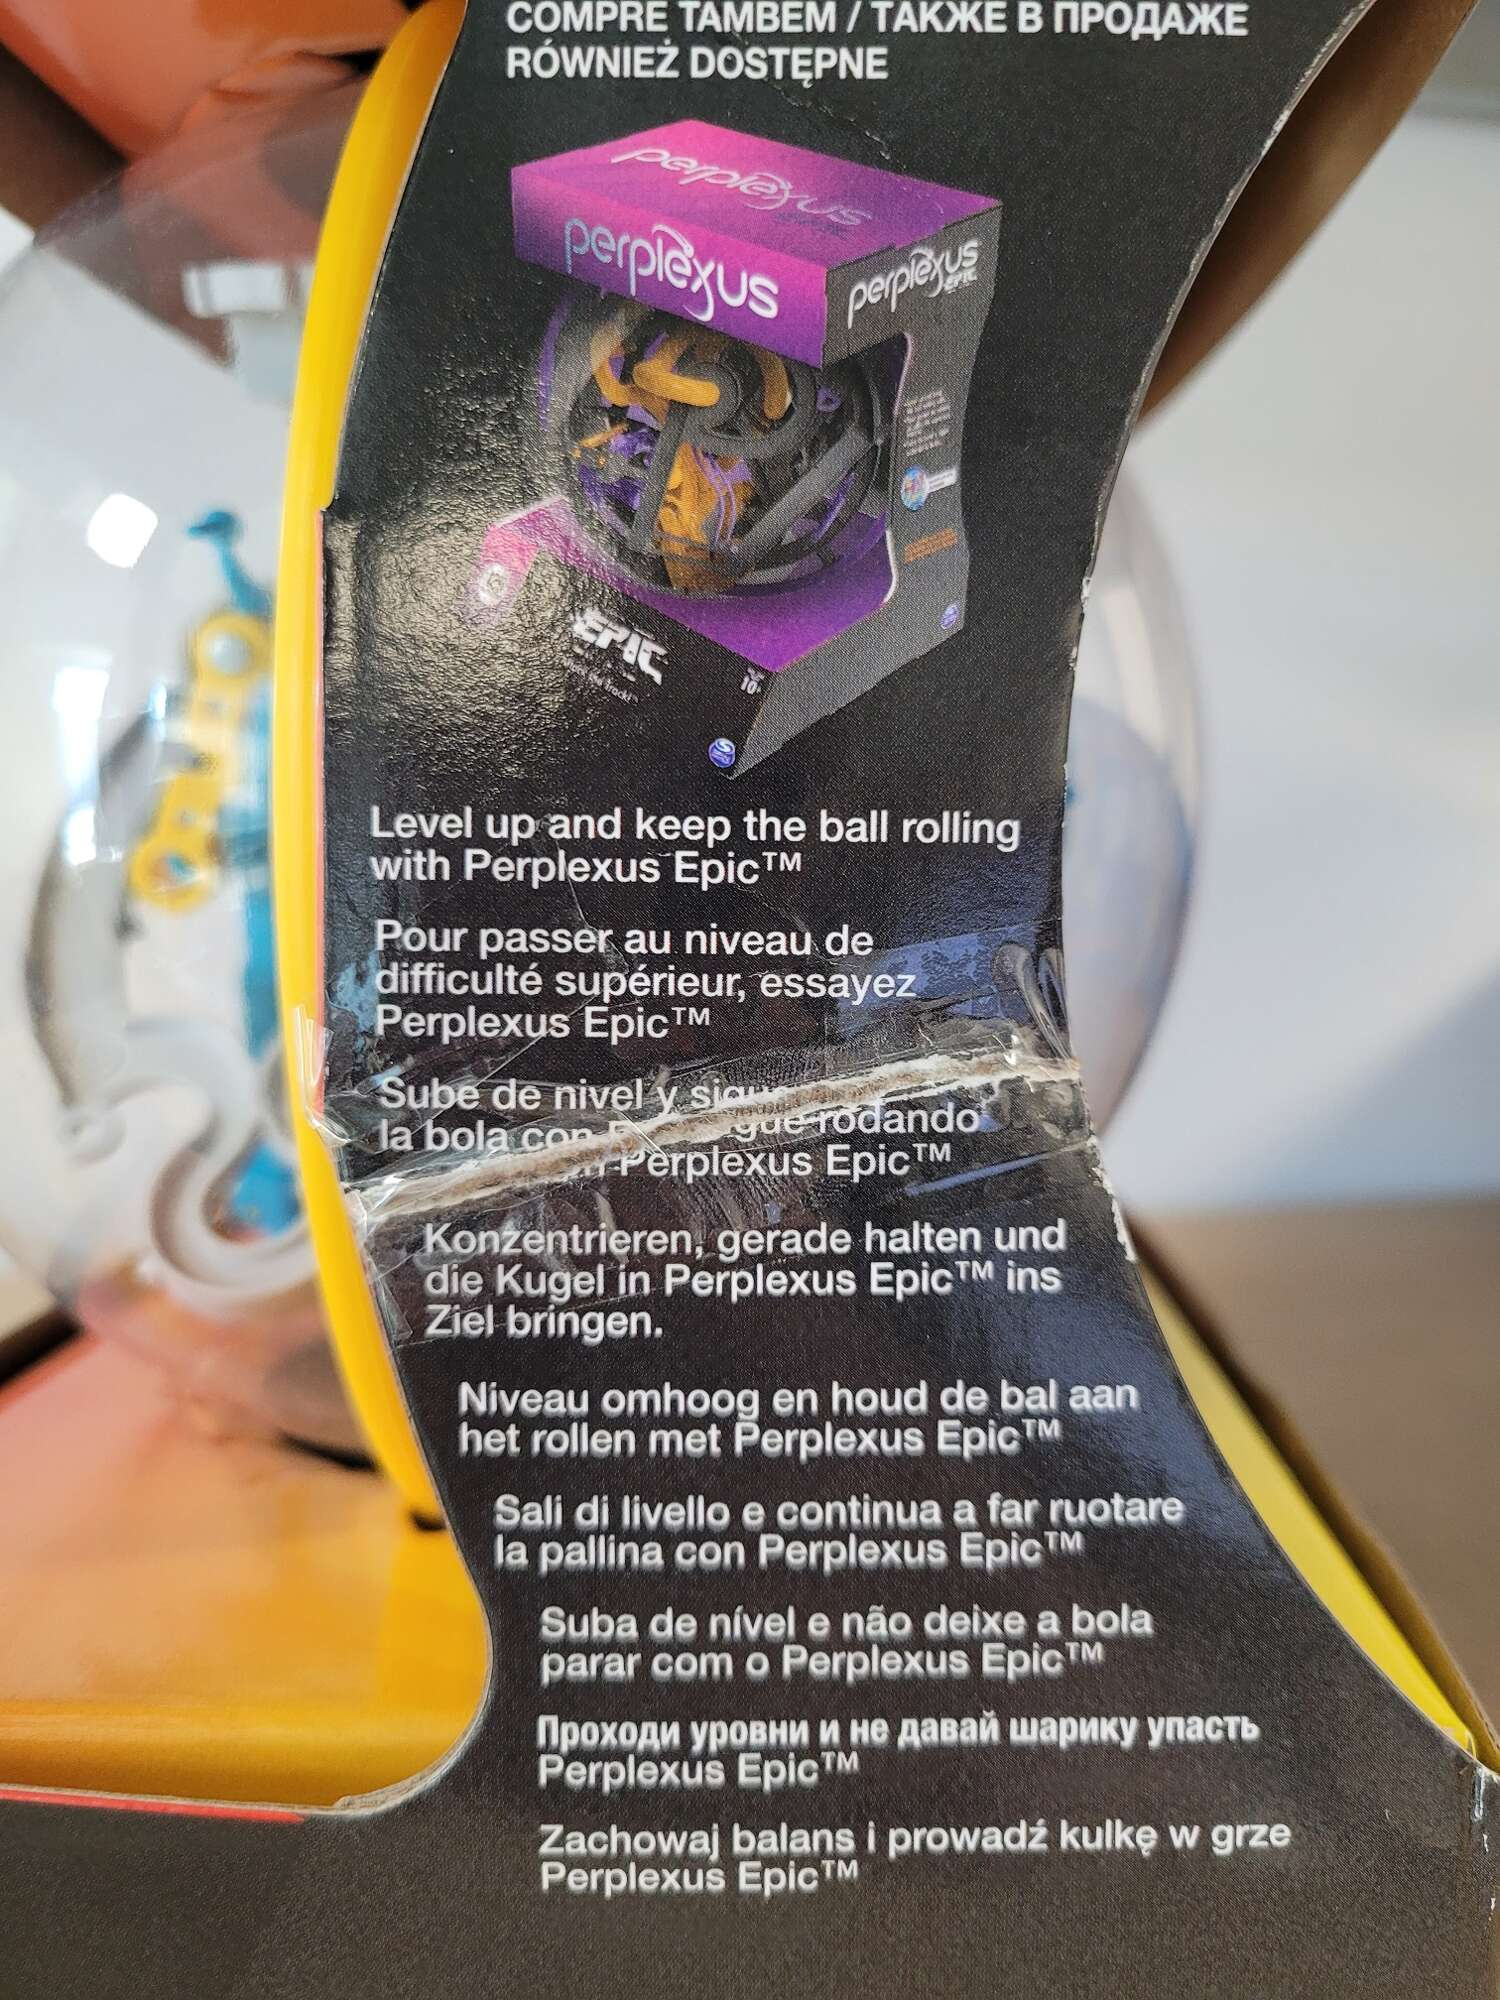 COMPRE TAMBÉM / ТАКЖЕ В ПРОДАЖЕ
RÓWNIEŻ DOSTĘPNE
perplexus
perplexus
perplexus
EPIC
EPIC
10+
Level up and keep the ball rolling
with Perplexus Epic™
Pour passer au niveau de
difficulté supérieur, essayez
Perplexus Epic™
Sube de nivel y sigue rodando
la bola con Perplexus Epic™
Konzentrieren, gerade halten und
die Kugel in Perplexus Epic™ ins
Ziel bringen.
Niveau omhoog en houd de bal aan
het rollen met Perplexus Epic™
Sali di livello e continua a far ruotare
la pallina con Perplexus Epic™
Suba de nível e não deixe a bola
parar com o Perplexus Epic™
Проходи уровни и не давай шарику упасть
Perplexus Epic™
Zachowaj balans i prowadź kulkę w grze
Perplexus Epic™